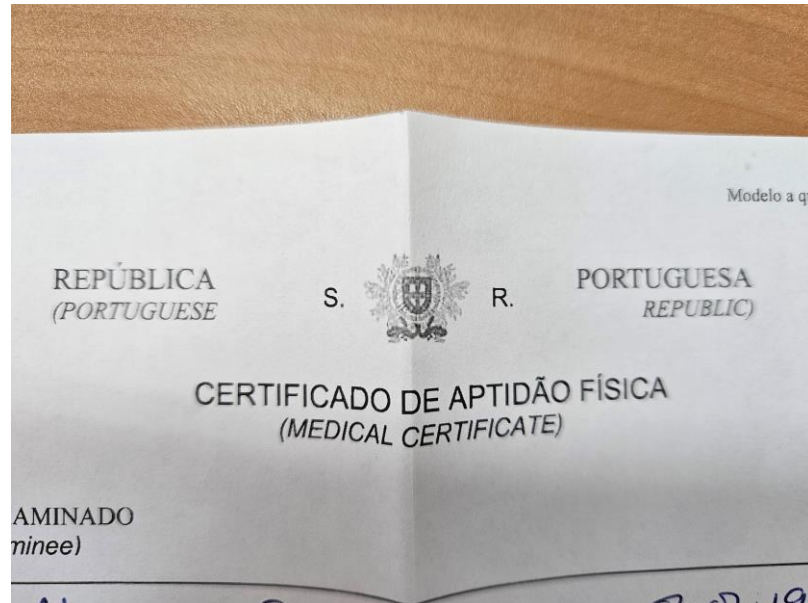 Modelo a
REPÚBLICA S. R. PORTUGUESA
(PORTUGUESE REPUBLIC)
CERTIFICADO DE APTIDÃO FÍSICA
(MEDICAL CERTIFICATE)
AMINADO
minee)